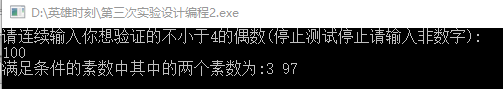 D:\英雄时刻\第三次实验设计编程2.exe
请连续输入你想验证的不小于4的偶数(停止测试停止请输入非数字):
100
满足条件的素数中其中的两个素数为:3 97